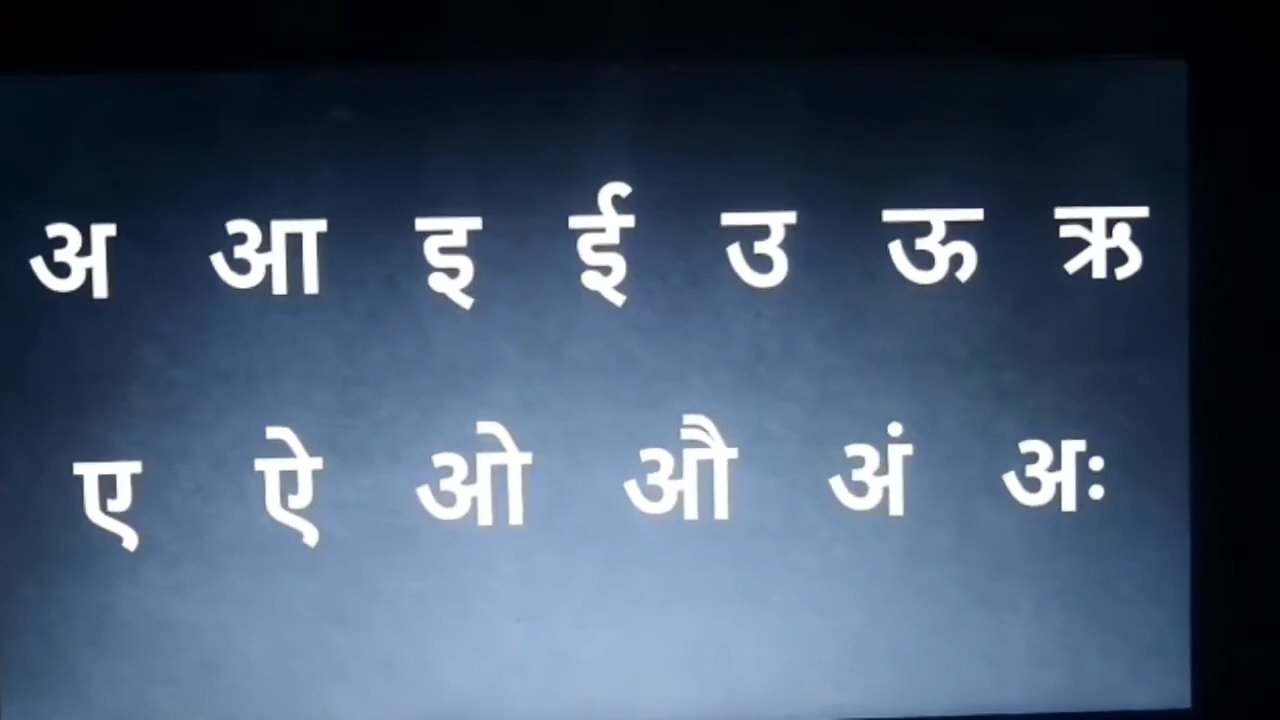 अ आ इ ई उ ऊ ऋ
ए ऐ ओ औ अं अः